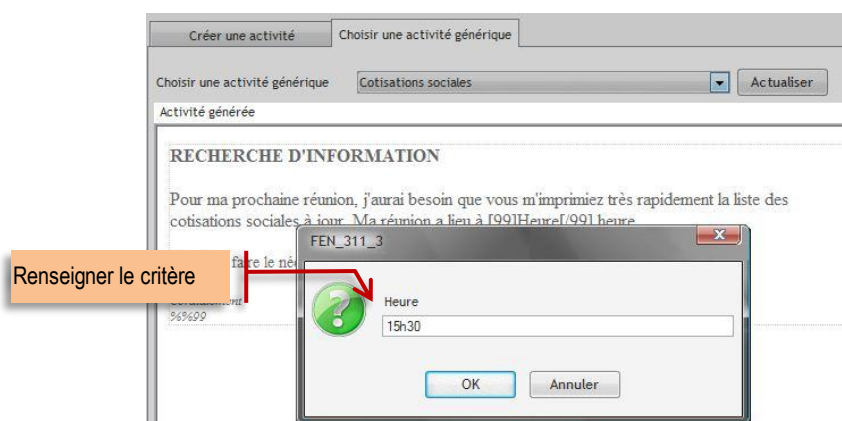 Créer une activité
Choisir une activité générique
Choisir une activité générique
Cotisations sociales
Actualiser
Activité générée
RECHERCHE D'INFORMATION
Pour ma prochaine réunion, j'aurai besoin que vous m'imprimiez très rapidement la liste des
cotisations sociales à jour. Ma réunion a lieu à [99]Heure[/99] heure
FEN_311_3
faire le
Renseigner le critère
Heure
%%99
15h30
OK
Annuler